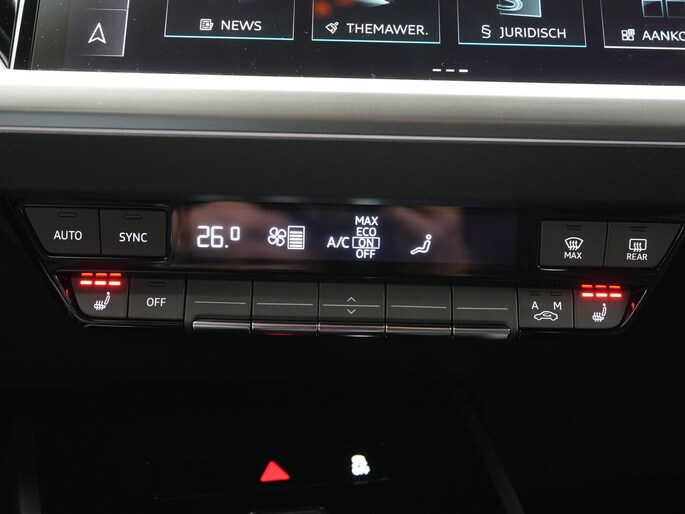 NEWS
THEMAWER.
§ JURIDISCH
AANKO
AUTO
SYNC
26.0
A/C
MAX
ECO
ON
OFF
MAX
REAR
OFF
A M